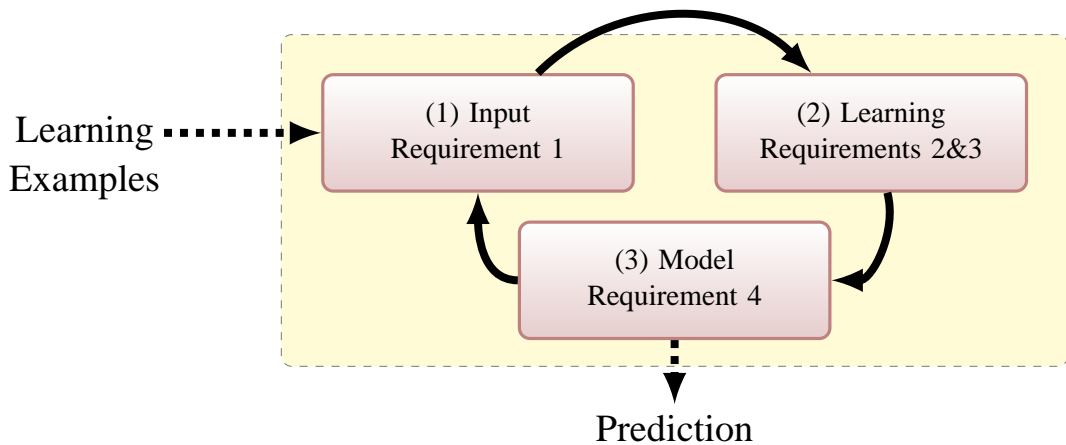 Learning
Examples
(1) Input
Requirement 1
(2) Learning
Requirements 2&3
(3) Model
Requirement 4
Prediction